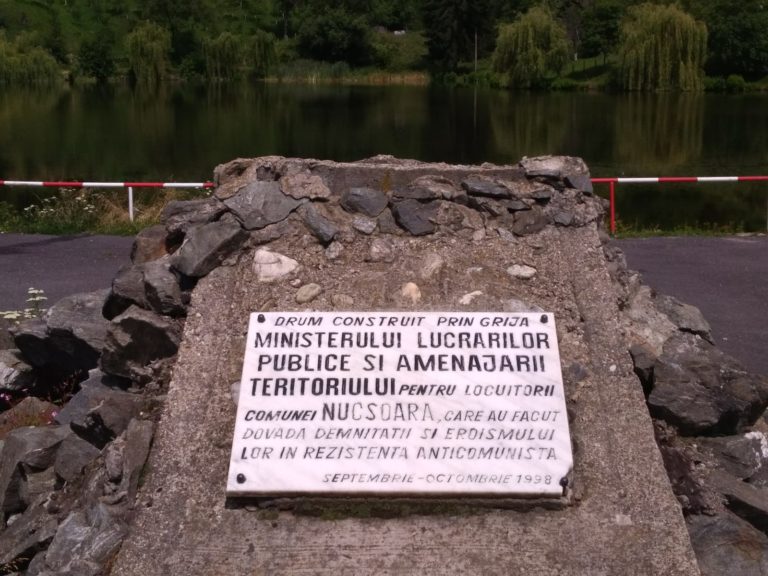 DRUM CONSTRUIT PRIN GRIJA
MINISTERULUI LUCRARILOR
PUBLICE SI AMENAJARII
TERITORIULUI PENTRU LOCUITORII
COMUNEI NUCSOARA, CARE AU FACUT
DOVADA DEMNITATII SI EROISMULUI
LOR IN REZISTENTA ANTICOMUNISTA
SEPTEMBRIE-OCTOMBRIE 1998